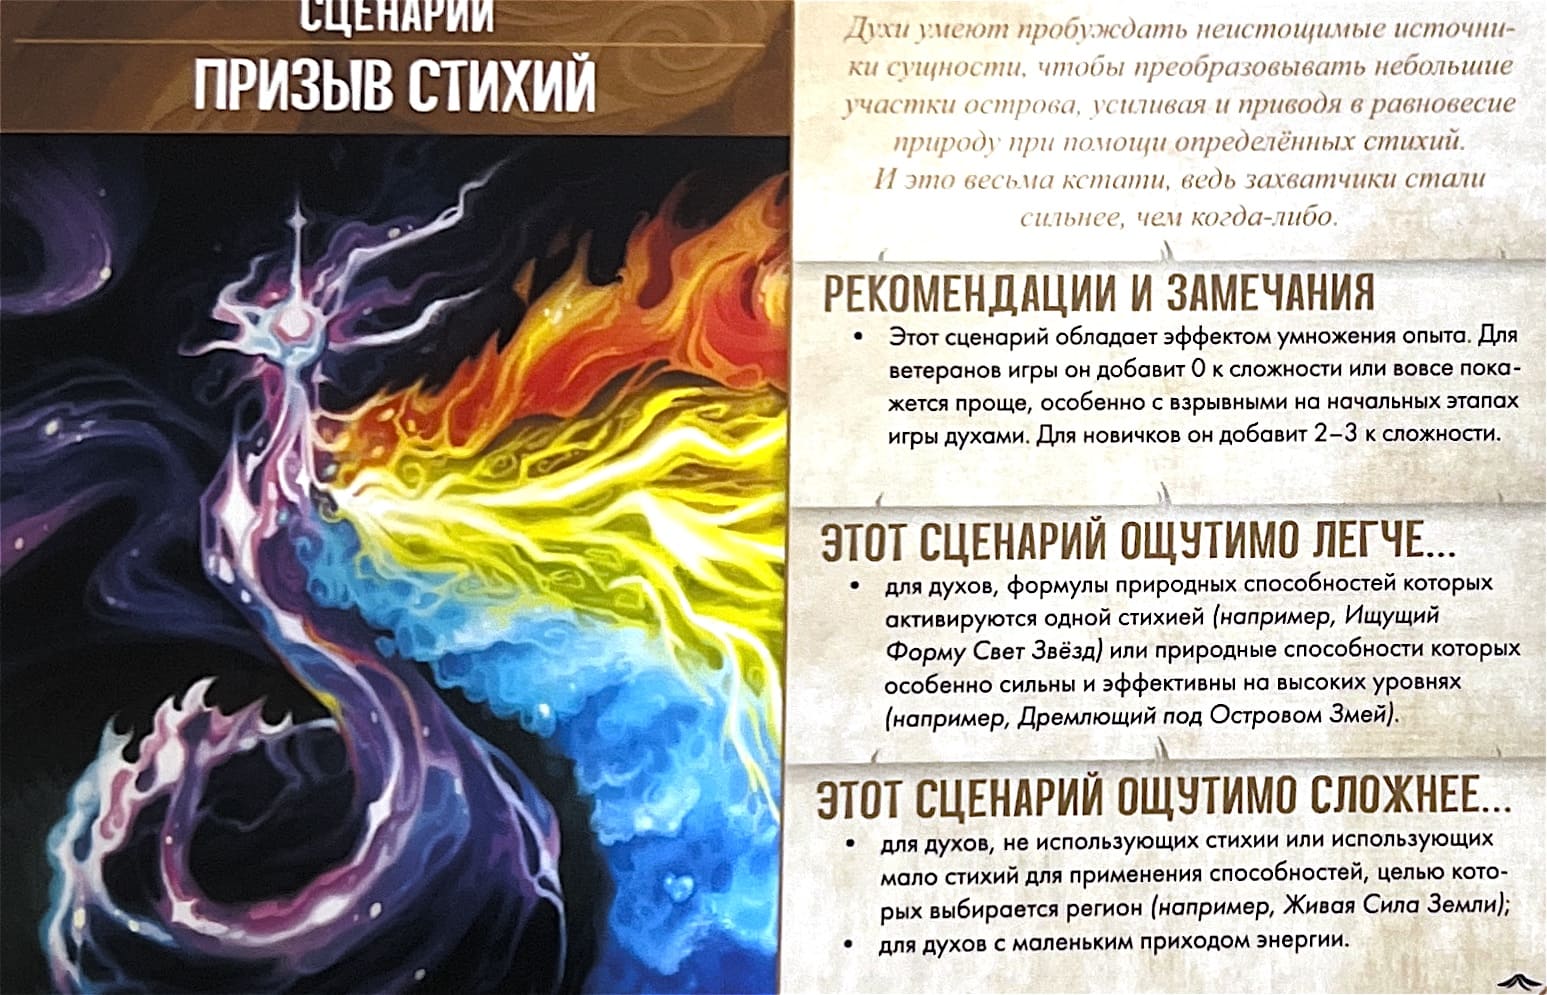 СЦЕНАРИЙ
ПРИЗЫВ СТИХИЙ
Духи умеют пробуждать неистощимые источни-
ки сущности, чтобы преобразовывать небольшие
участки острова, усиливая и приводя в равновесие
природу при помощи определённых стихий.
И это весьма кстати, ведь захватчики стали
сильнее, чем когда-либо.
РЕКОМЕНДАЦИИ И ЗАМЕЧАНИЯ
• Этот сценарий обладает эффектом умножения опыта. Для
ветеранов игры он добавит 0 к сложности или вовсе пока-
жется проще, особенно с взрывными на начальных этапах
игры духами. Для новичков он добавит 2–3 к сложности.
ЭТОТ СЦЕНАРИЙ ОЩУТИМО ЛЕГЧЕ...
• для духов, формулы природных способностей которых
активируются одной стихией (например, Ищущий
Форму Свет Звёзд) или природные способности которых
особенно сильны и эффективны на высоких уровнях
(например, Дремлющий под Островом Змей).
ЭТОТ СЦЕНАРИЙ ОЩУТИМО СЛОЖНЕЕ...
• для духов, не использующих стихии или использующих
мало стихий для применения способностей, целью кото-
рых выбирается регион (например, Живая Сила Земли);
• для духов с маленьким приходом энергии.